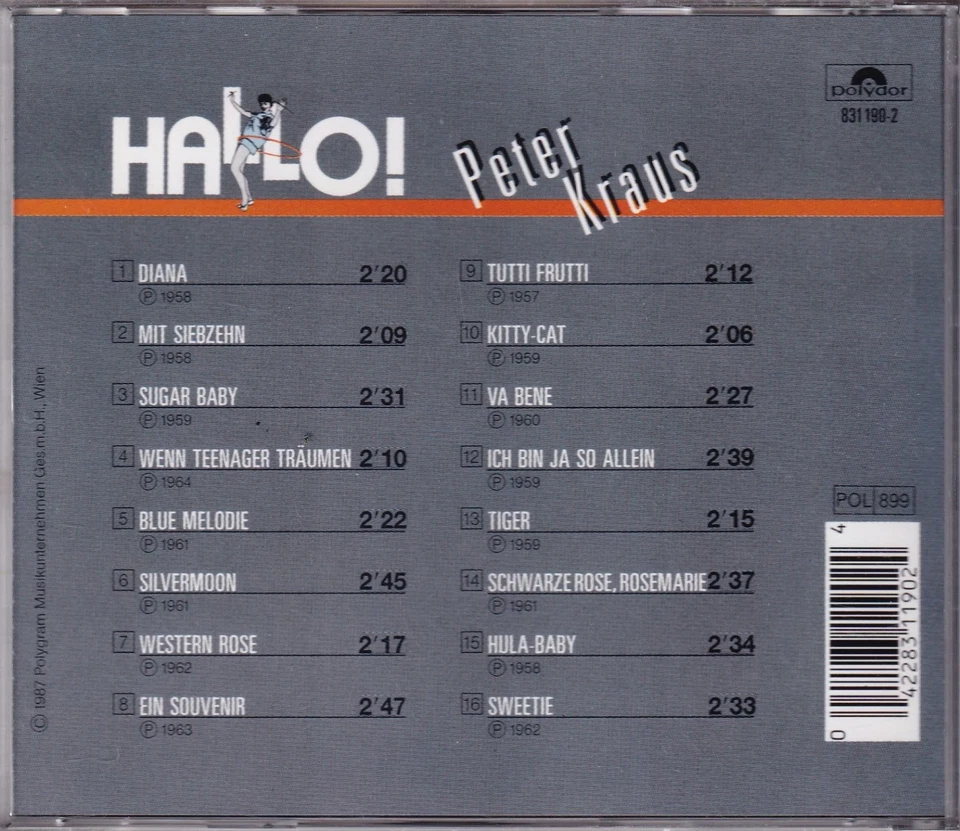 HALLO!
Peter
Kraus
polydor
831 190-2
1 DIANA 2'20
℗ 1958
2 MIT SIEBZEHN 2'09
℗ 1958
3 SUGAR BABY 2'31
℗ 1959
4 WENN TEENAGER TRÄUMEN 2'10
℗ 1964
5 BLUE MELODIE 2'22
℗ 1961
6 SILVERMOON 2'45
℗ 1961
7 WESTERN ROSE 2'17
℗ 1962
8 EIN SOUVENIR 2'47
℗ 1963
9 TUTTI FRUTTI 2'12
℗ 1957
10 KITTY-CAT 2'06
℗ 1959
11 VA BENE 2'27
℗ 1960
12 ICH BIN JA SO ALLEIN 2'39
℗ 1959
13 TIGER 2'15
℗ 1959
14 SCHWARZE ROSE, ROSEMARIE 2'37
℗ 1961
15 HULA-BABY 2'34
℗ 1958
16 SWEETIE 2'33
℗ 1962
© 1987 Polygram Musikunternehmen Ges.m.b.H., Wien
POL 899
0 42283 11902 4